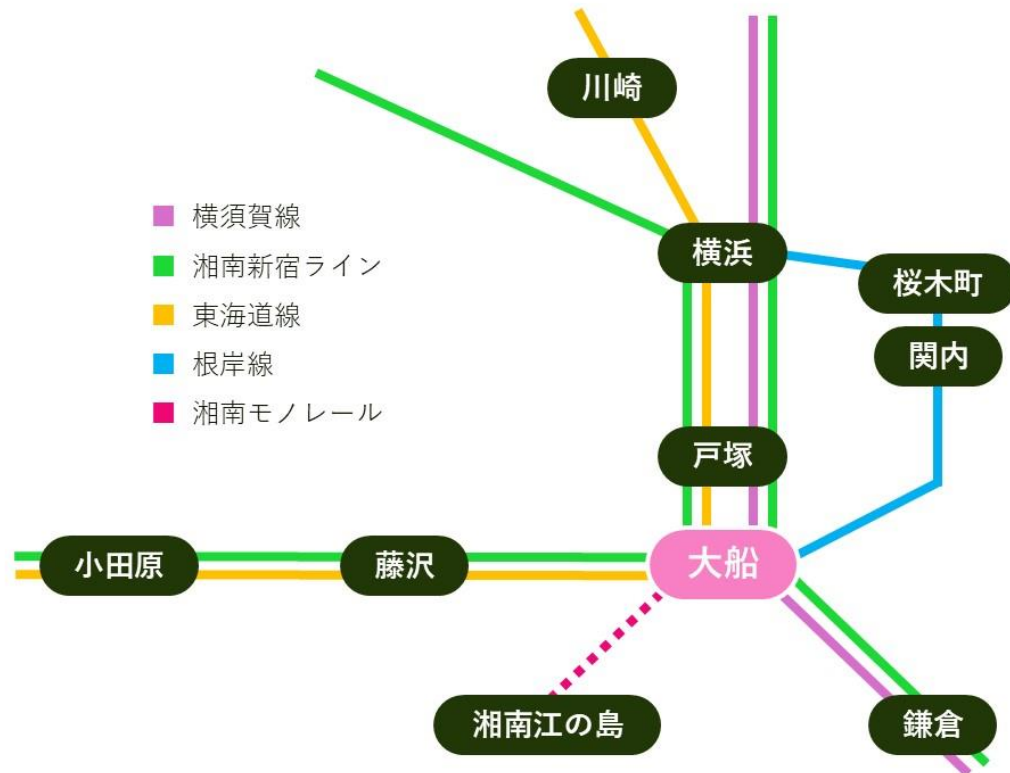 川崎
横浜
桜木町
関内
横須賀線
湘南新宿ライン
東海道線
根岸線
湘南モノレール
戸塚
大船
小田原
藤沢
湘南江の島
鎌倉